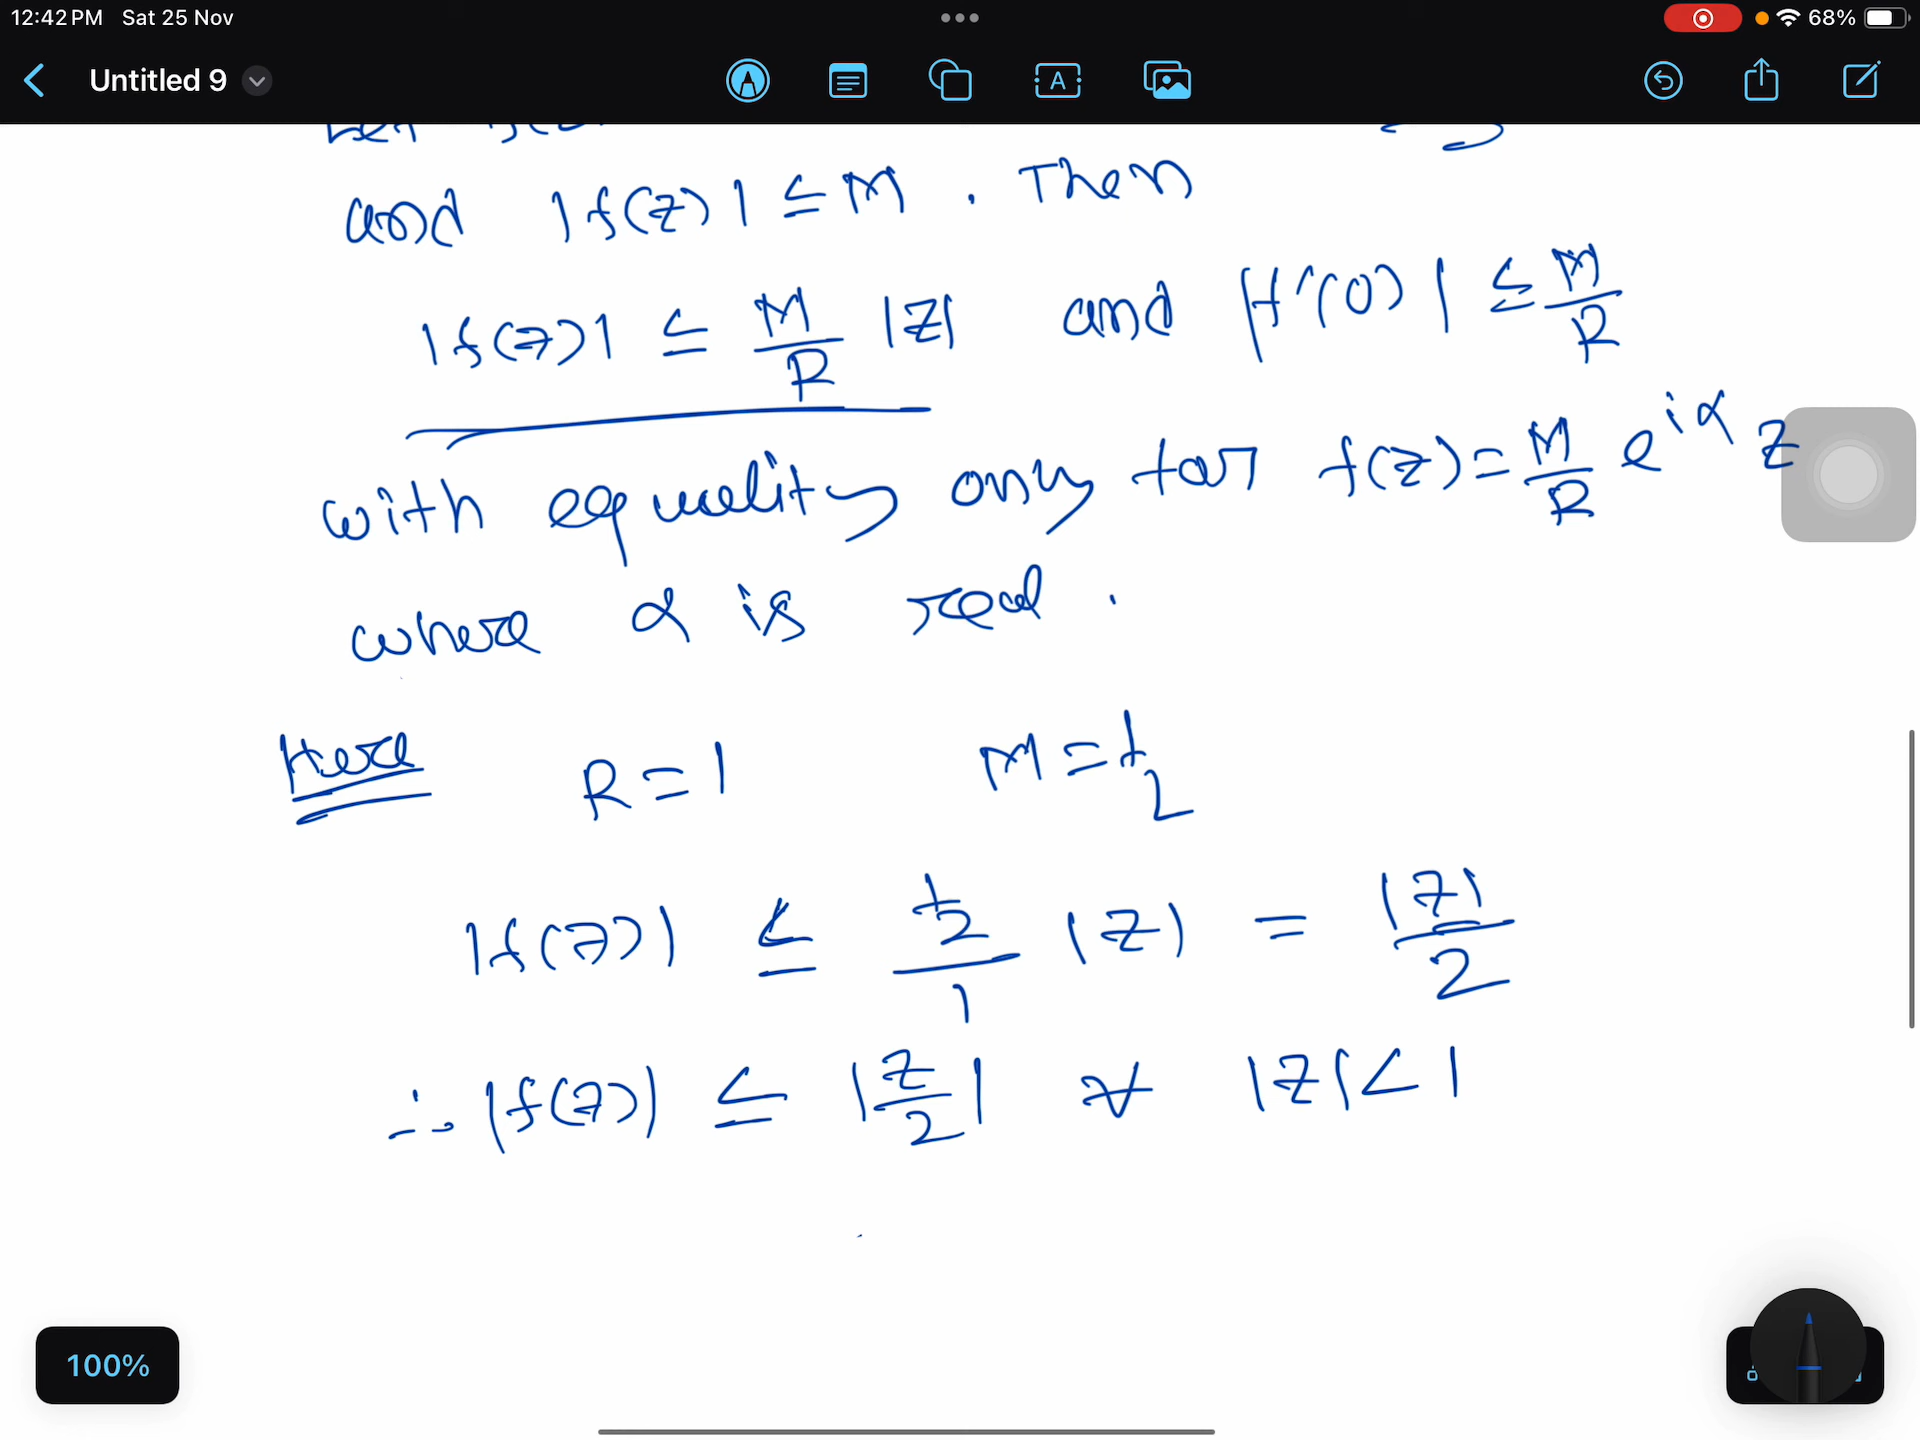 12:42 PM Sat 25 Nov 68%
Untitled 9
A
and |f(z)| ≤ M . Then
|f(z)| ≤ M/R |z| and |f'(0)| ≤ M/R
with equality only for f(z) = M/R e^{iα} z
where α is real .
Here R = 1 M = 1/2
|f(z)| ≤ (1/2)/1 |z| = |z|/2
∴ |f(z)| ≤ |z/2| ∀ |z| < 1
100%